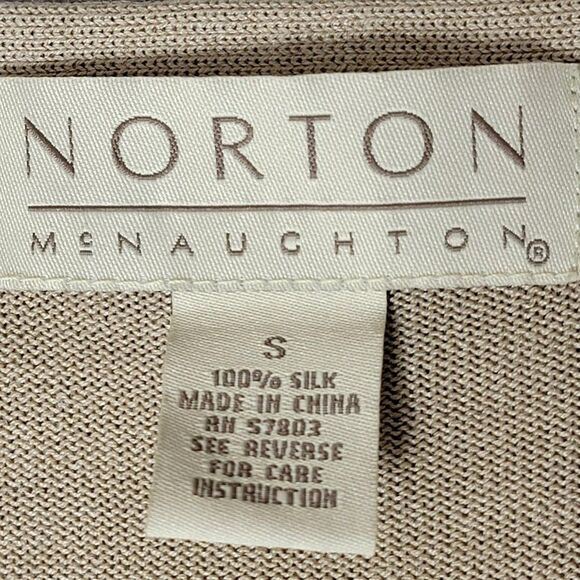 NORTON
McNAUGHTON®
S
100% SILK
MADE IN CHINA
RN 57803
SEE REVERSE
FOR CARE
INSTRUCTION